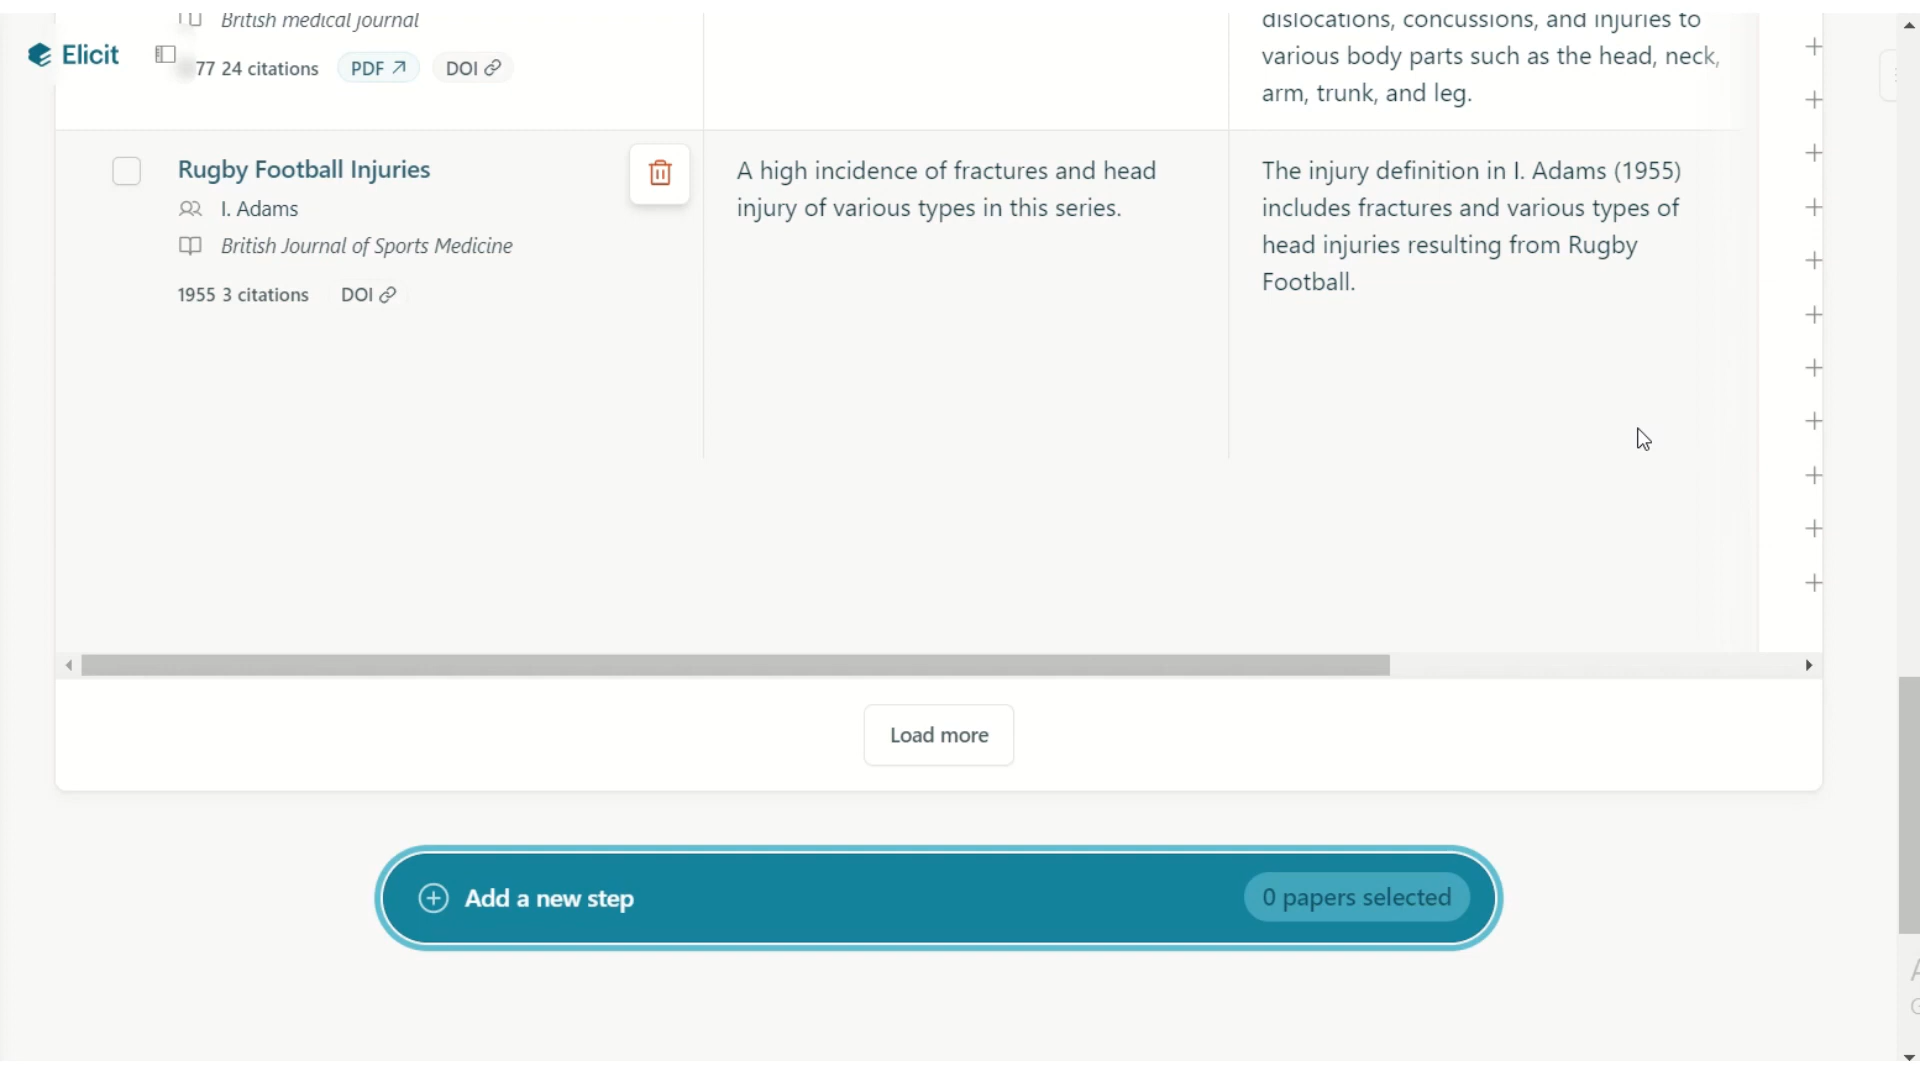 British medical journal
Elicit
77 24 citations PDF DOI
dislocations, concussions, and injuries to
various body parts such as the head, neck,
arm, trunk, and leg.
Rugby Football Injuries
I. Adams
British Journal of Sports Medicine
1955 3 citations DOI
A high incidence of fractures and head
injury of various types in this series.
The injury definition in I. Adams (1955)
includes fractures and various types of
head injuries resulting from Rugby
Football.
Load more
Add a new step
0 papers selected